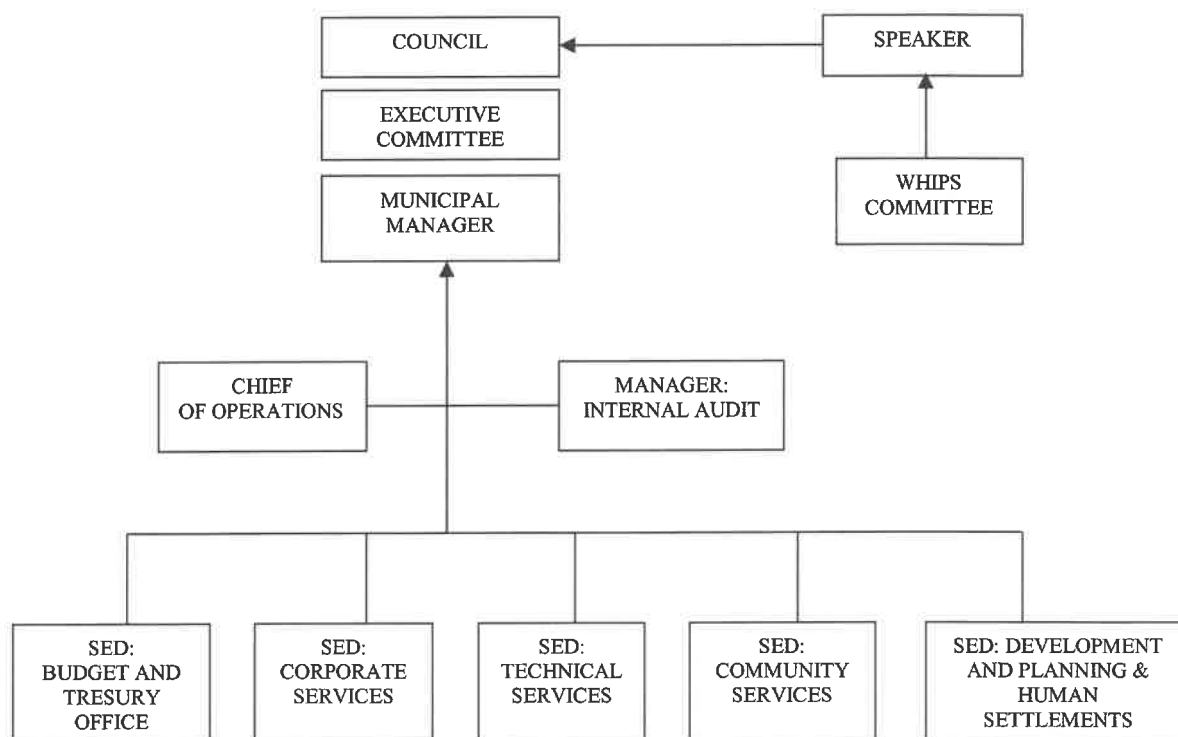 COUNCIL
SPEAKER
EXECUTIVE
COMMITTEE
WHIPS
COMMITTEE
MUNICIPAL
MANAGER
CHIEF
OF OPERATIONS
MANAGER:
INTERNAL AUDIT
SED:
BUDGET AND
TRESURY
OFFICE
SED:
CORPORATE
SERVICES
SED:
TECHNICAL
SERVICES
SED:
COMMUNITY
SERVICES
SED: DEVELOPMENT
AND PLANNING &
HUMAN
SETTLEMENTS